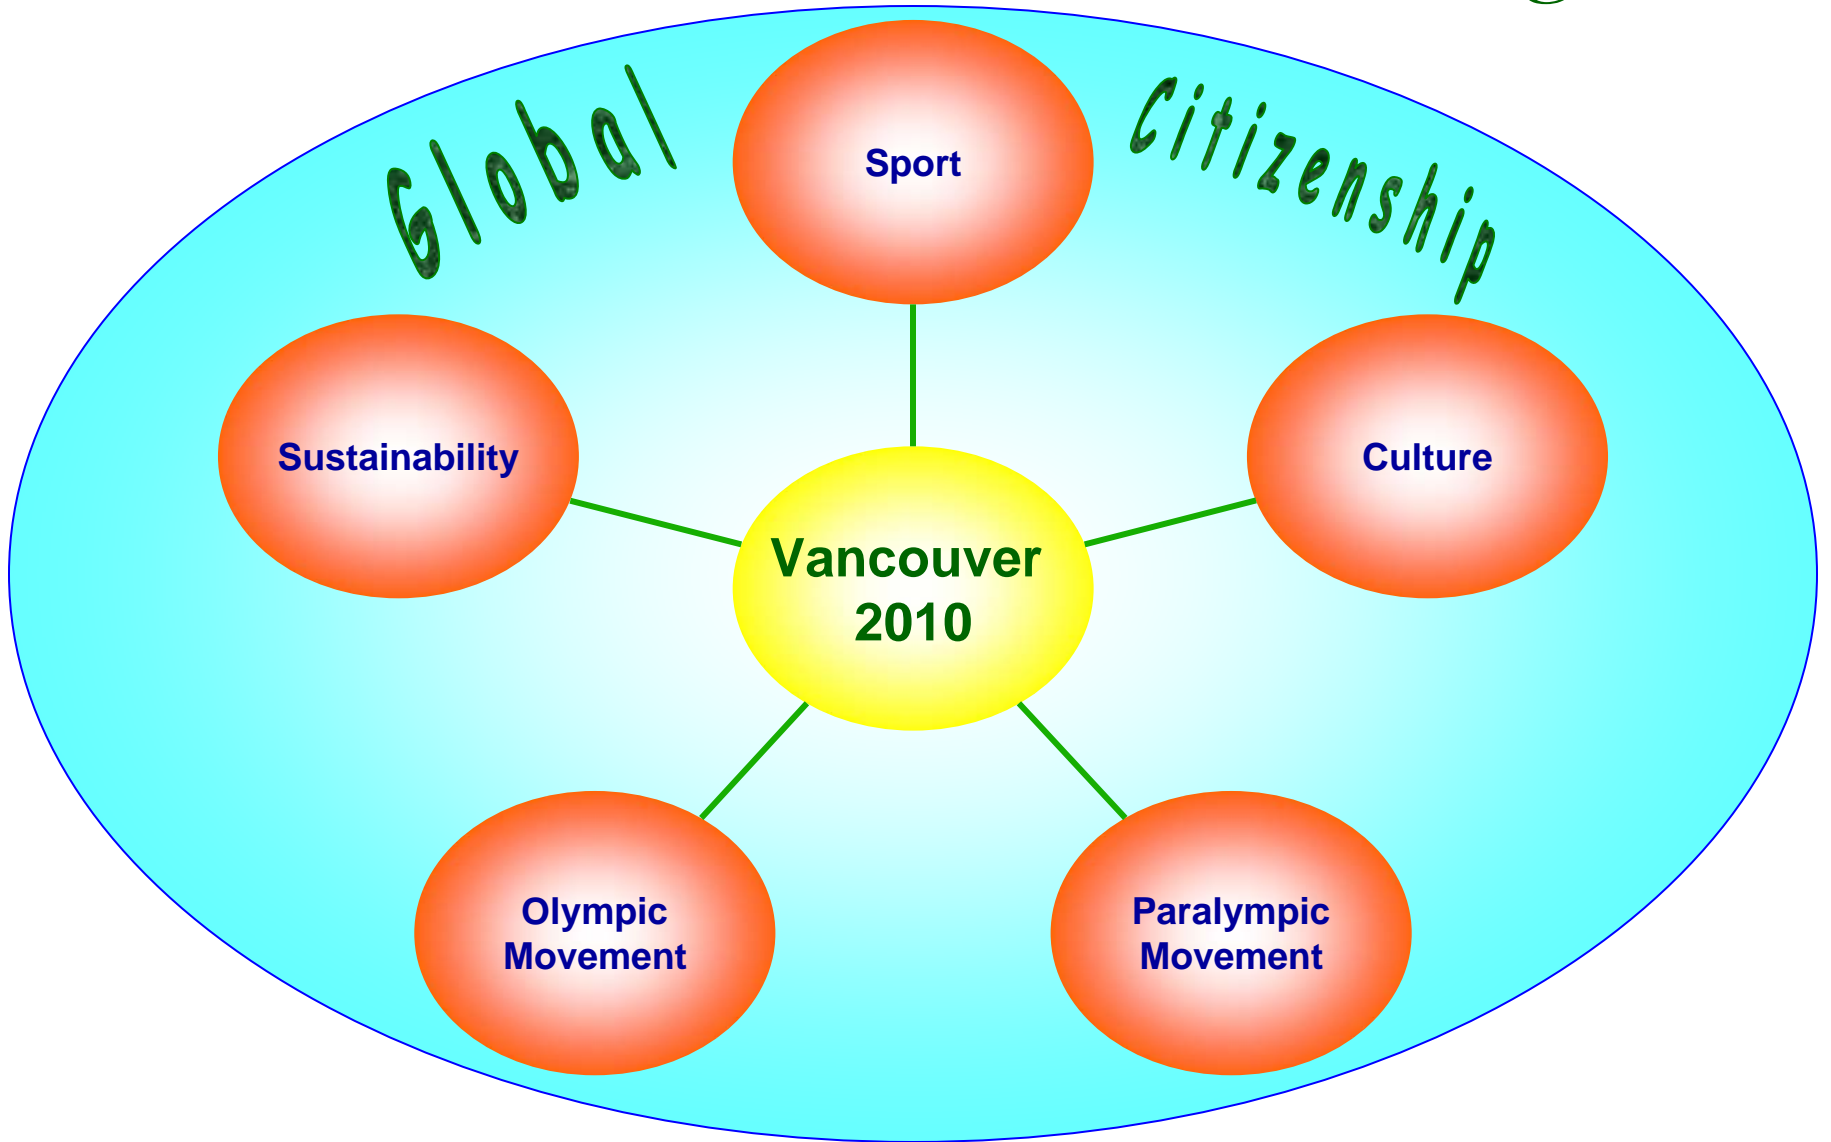 Global Citizenship
Sport
Sustainability
Culture
Vancouver
2010
Olympic
Movement
Paralympic
Movement